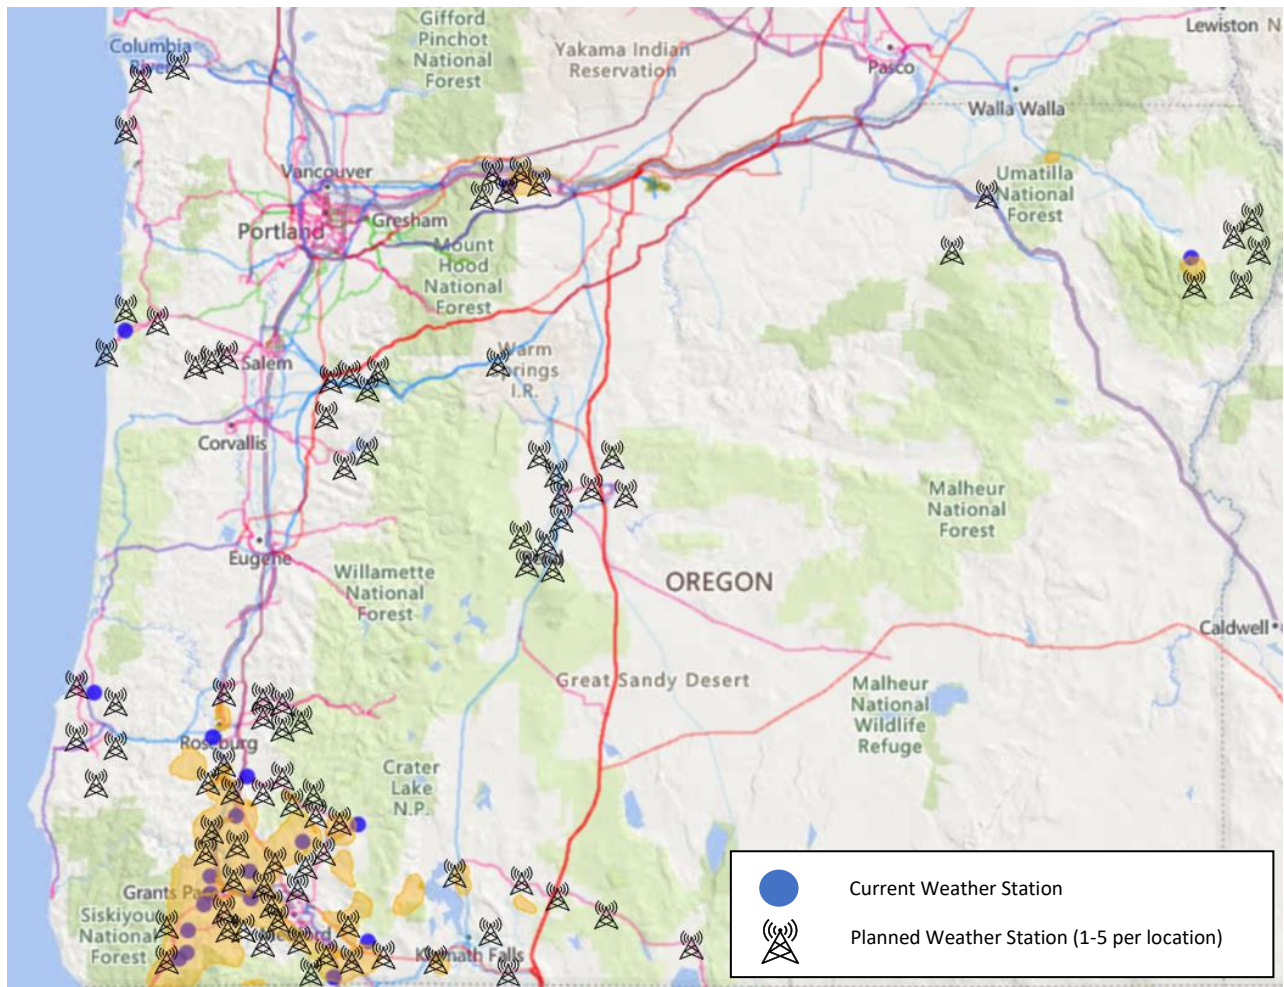 Columbia
River
Gifford
Pinchot
National
Forest
Yakama Indian
Reservation
Lewiston
N
Pasco
Walla Walla
Vancouver
Gresham
Portland
Mount
Hood
National
Forest
Umatilla
National
Forest
Salem
Warm
Springs
I.R.
Corvallis
Malheur
National
Forest
Eugene
Willamette
National
Forest
OREGON
Caldwell
Great Sandy Desert
Malheur
National
Wildlife
Refuge
Roseburg
Crater
Lake
N.P.
Grants Pa
Siskiyou
National
Forest
Klamath Falls
Current Weather Station
Planned Weather Station (1-5 per location)